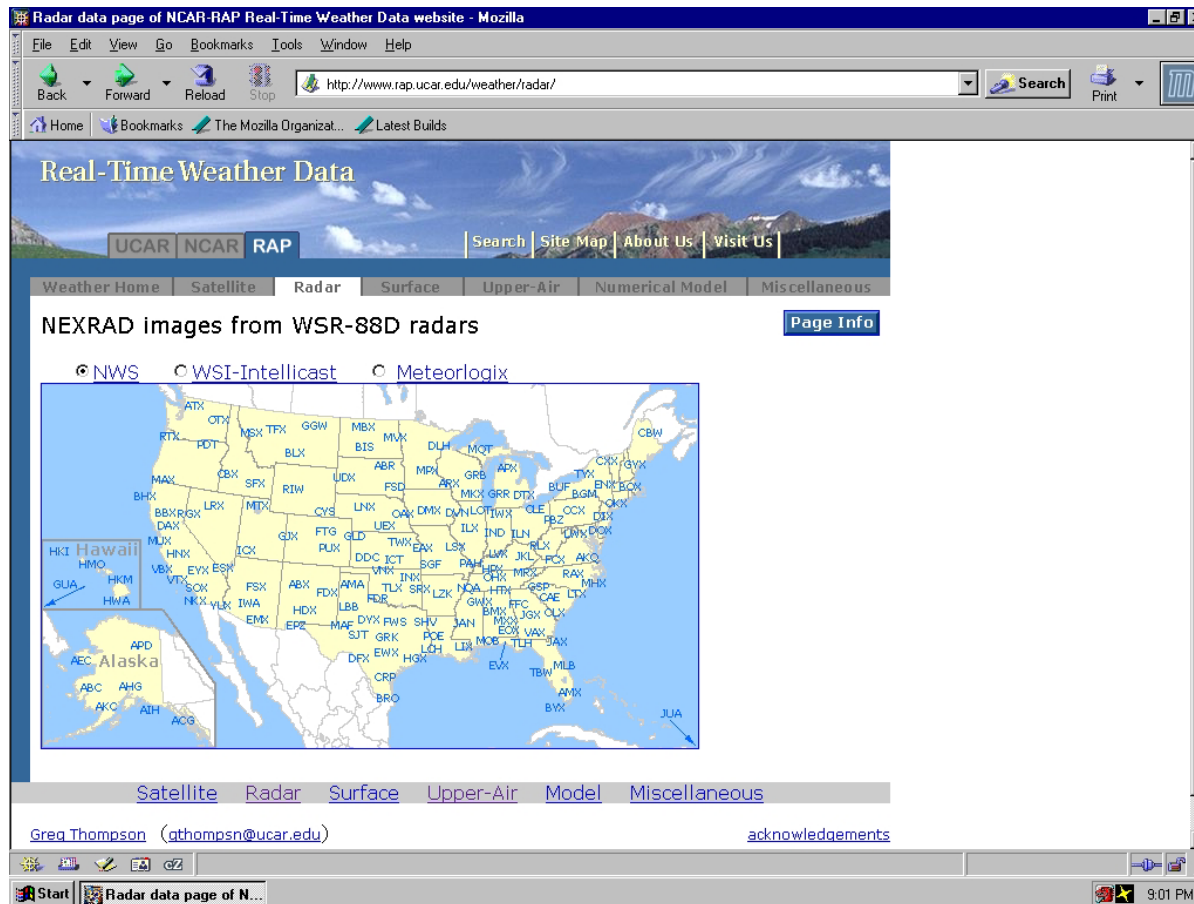 Radar data page of NCAR-RAP Real-Time Weather Data website - Mozilla
File Edit View Go Bookmarks Tools Window Help
Back Forward Reload Stop http://www.rap.ucar.edu/weather/radar/ Search Print
Home Bookmarks The Mozilla Organizat... Latest Builds
Real-Time Weather Data
UCAR NCAR RAP Search Site Map About Us Visit Us
Weather Home Satellite Radar Surface Upper-Air Numerical Model Miscellaneous
NEXRAD images from WSR-88D radars Page Info
NWS WSI-Intellicast Meteorlogix
ATX
OTX MSX TFX GGW MBX CBW
RTX PDT BLX BIS MVX DLH MQT
MAX CBX SFX RIW UDX ABR FSD MPX ARX GRB APX TYX CXX GYX
BHX MKX GRR DTX BUF BGM ENX BOX
BBX RGX LRX MTX CYS LNX OAX DMX DVN LOT IWX CLE PBZ CCX DIX OKX
DAX GJX FTG GLD UEX ILX IND ILN LWX DOX
MUX HNX ICX PUX DDC ICT TWX EAX LSX LVX JKL RLX FCX AKQ
HKI Hawaii
HMO VBX EYX ESX VNX SGF PAH HPX MRX RAX MHX
GUA HKM VTX SOX FSX ABX FDX AMA INX TLX SRX LZK NQA OHX HTX GSP CAE LTX
HWA NKX YUX IWA HDX LBB FDR GWX BMX FFC JGX CLX
EMX EPZ MAF DYX FWS SHV JAN MXX EOX VAX
SJT GRK POE LCH LIX MOB TLH JAX
APD DFX EWX HGX EVX TBW MLB
AEC Alaska CRP
ABC AHG BRO AMX
AKC AIH ACG BYX JUA
Satellite Radar Surface Upper-Air Model Miscellaneous
Greg Thompson (gthompsn@ucar.edu) acknowledgements
Start Radar data page of N... 9:01 PM